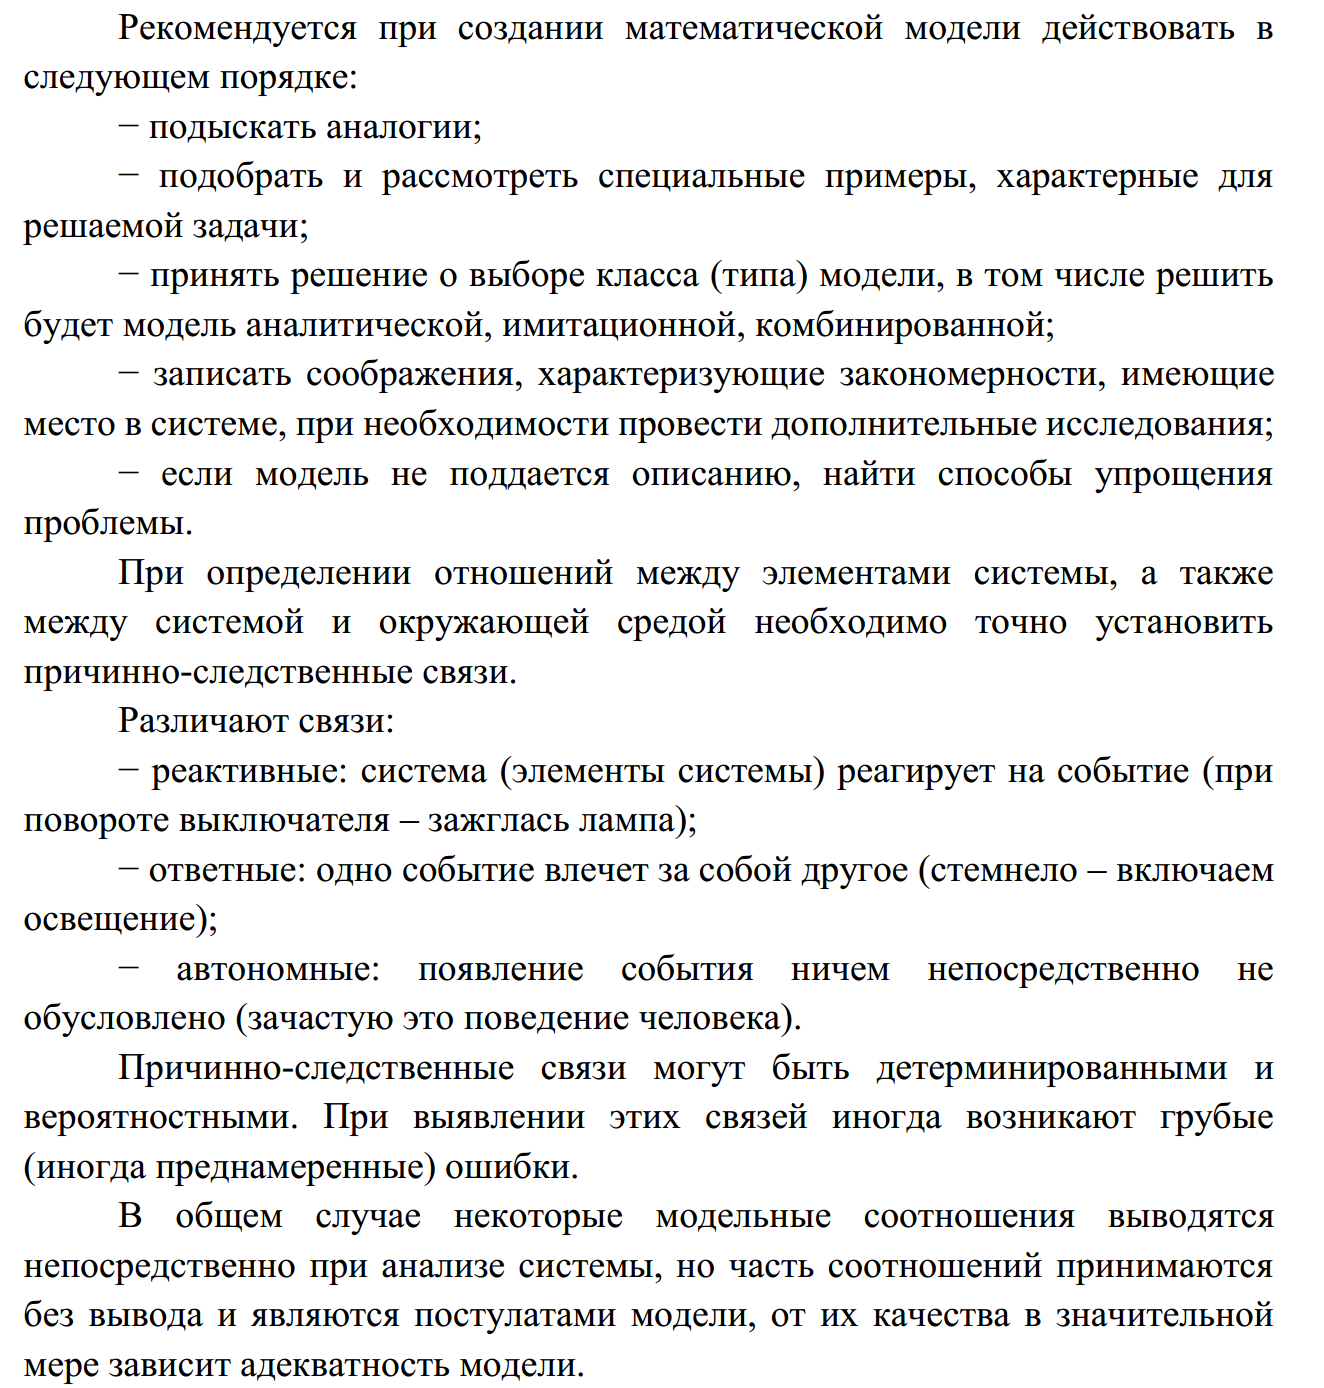 Рекомендуется при создании математической модели действовать в
следующем порядке:
− подыскать аналогии;
− подобрать и рассмотреть специальные примеры, характерные для
решаемой задачи;
− принять решение о выборе класса (типа) модели, в том числе решить
будет модель аналитической, имитационной, комбинированной;
− записать соображения, характеризующие закономерности, имеющие
место в системе, при необходимости провести дополнительные исследования;
− если модель не поддается описанию, найти способы упрощения
проблемы.
При определении отношений между элементами системы, а также
между системой и окружающей средой необходимо точно установить
причинно-следственные связи.
Различают связи:
− реактивные: система (элементы системы) реагирует на событие (при
повороте выключателя – зажглась лампа);
− ответные: одно событие влечет за собой другое (стемнело – включаем
освещение);
− автономные: появление события ничем непосредственно не
обусловлено (зачастую это поведение человека).
Причинно-следственные связи могут быть детерминированными и
вероятностными. При выявлении этих связей иногда возникают грубые
(иногда преднамеренные) ошибки.
В общем случае некоторые модельные соотношения выводятся
непосредственно при анализе системы, но часть соотношений принимаются
без вывода и являются постулатами модели, от их качества в значительной
мере зависит адекватность модели.